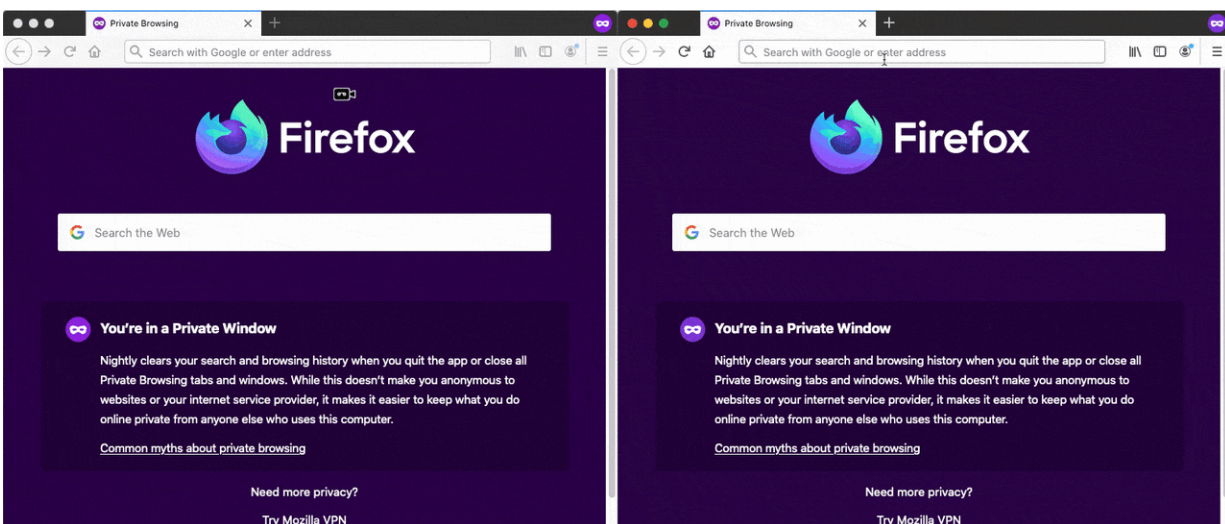 Private Browsing
Search with Google or enter address
Firefox
Search the Web
You're in a Private Window
Nightly clears your search and browsing history when you quit the app or close all
Private Browsing tabs and windows. While this doesn't make you anonymous to
websites or your internet service provider, it makes it easier to keep what you do
online private from anyone else who uses this computer.
Common myths about private browsing
Need more privacy?
Try Mozilla VPN
Private Browsing
Search with Google or enter address
Firefox
Search the Web
You're in a Private Window
Nightly clears your search and browsing history when you quit the app or close all
Private Browsing tabs and windows. While this doesn't make you anonymous to
websites or your internet service provider, it makes it easier to keep what you do
online private from anyone else who uses this computer.
Common myths about private browsing
Need more privacy?
Try Mozilla VPN